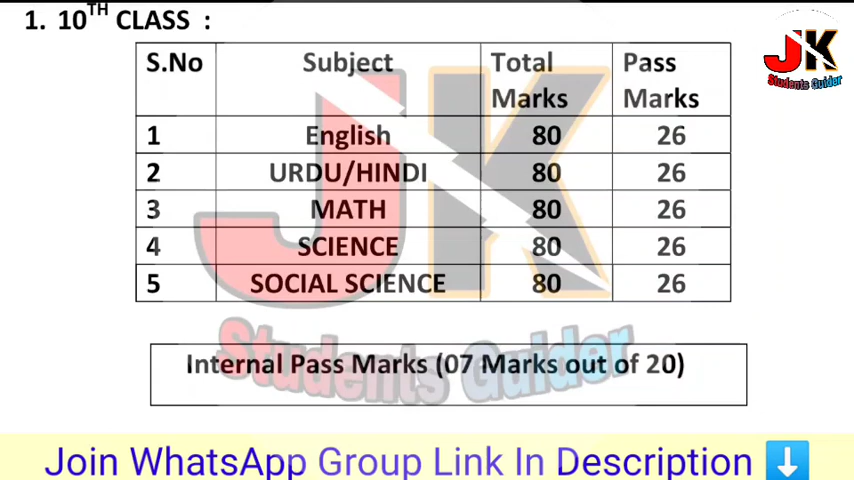 1. 10TH CLASS :
JK
Students Guider
S.No Subject Total Marks Pass Marks
1 English 80 26
2 URDU/HINDI 80 26
3 MATH 80 26
4 SCIENCE 80 26
5 SOCIAL SCIENCE 80 26
JK
Students Guider
Internal Pass Marks (07 Marks out of 20)
Join WhatsApp Group Link In Description ⬇